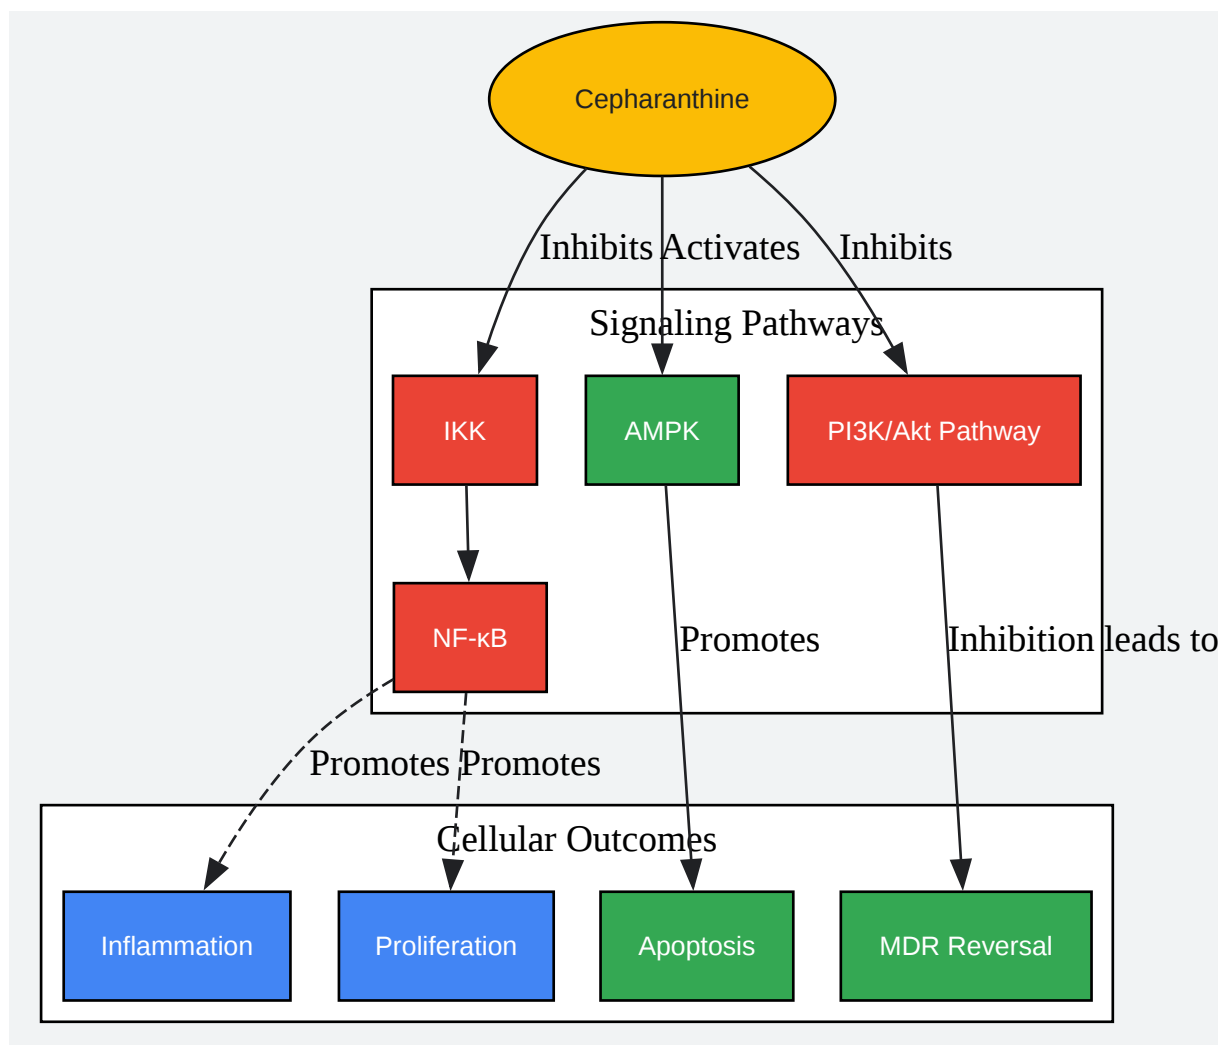 Cepharanthine
Inhibits
Activates
Inhibits
Signaling Pathways
IKK
AMPK
PI3K/Akt Pathway
NF-κB
Promotes
Inhibition leads to
Promotes
Promotes
Cellular Outcomes
Inflammation
Proliferation
Apoptosis
MDR Reversal